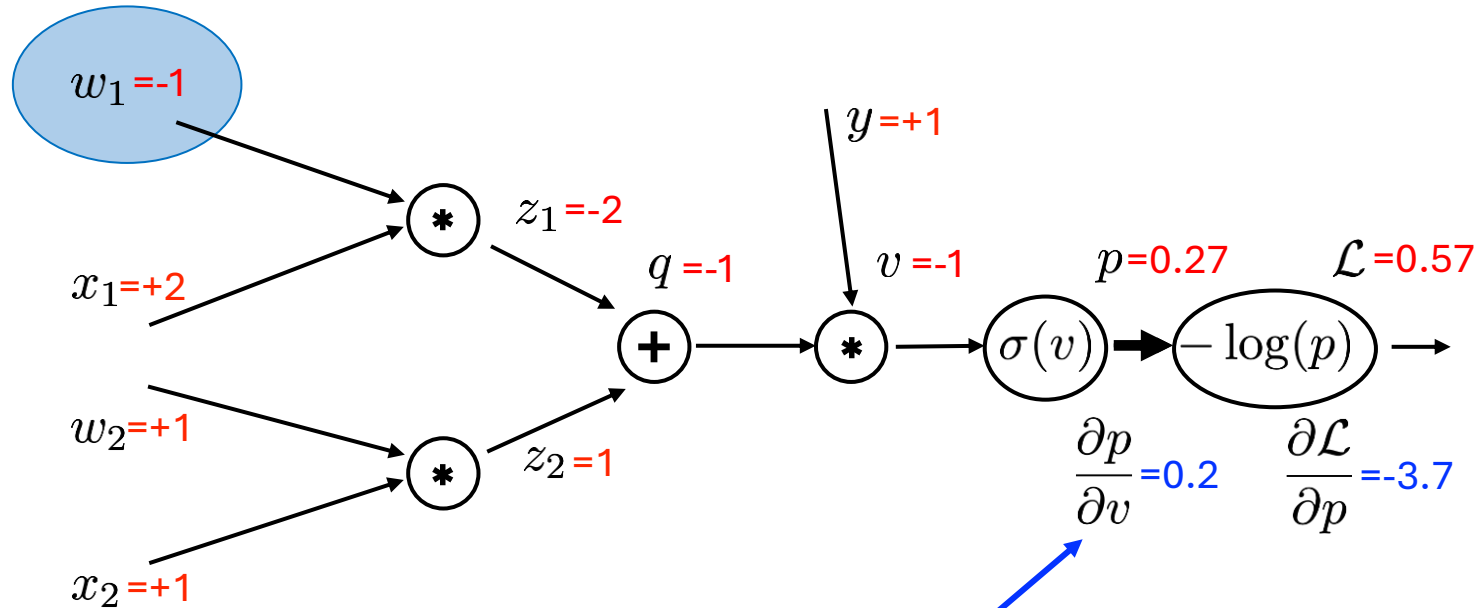 w₁ =-1
y =+1
*
z₁ =-2
x₁=+2
q =-1
v =-1
p=0.27
ℒ =0.57
+
*
σ(v)
− log(p)
w₂=+1
*
z₂ =1
∂p/∂v =0.2
∂ℒ/∂p =-3.7
x₂=+1